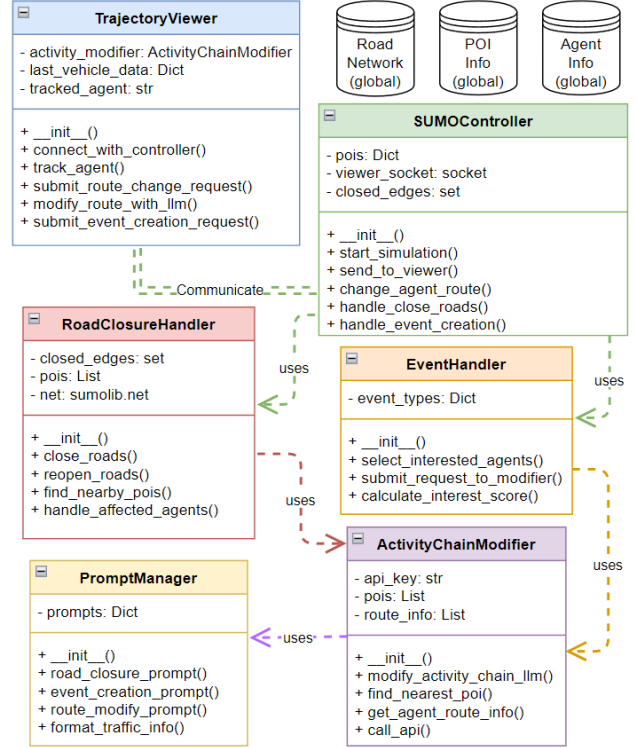 TrajectoryViewer
- activity_modifier: ActivityChainModifier
- last_vehicle_data: Dict
- tracked_agent: str
+ __init__()
+ connect_with_controller()
+ track_agent()
+ submit_route_change_request()
+ modify_route_with_llm()
+ submit_event_creation_request()
Road
Network
(global)
POI
Info
(global)
Agent
Info
(global)
SUMOController
- pois: Dict
- viewer_socket: socket
- closed_edges: set
+ __init__()
+ start_simulation()
+ send_to_viewer()
+ change_agent_route()
+ handle_close_roads()
+ handle_event_creation()
Communicate
uses
uses
RoadClosureHandler
- closed_edges: set
- pois: List
- net: sumolib.net
+ __init__()
+ close_roads()
+ reopen_roads()
+ find_nearby_pois()
+ handle_affected_agents()
EventHandler
- event_types: Dict
+ __init__()
+ select_interested_agents()
+ submit_request_to_modifier()
+ calculate_interest_score()
uses
uses
PromptManager
- prompts: Dict
+ __init__()
+ road_closure_prompt()
+ event_creation_prompt()
+ route_modify_prompt()
+ format_traffic_info()
uses
ActivityChainModifier
- api_key: str
- pois: List
- route_info: List
+ __init__()
+ modify_activity_chain_llm()
+ find_nearest_poi()
+ get_agent_route_info()
+ call_api()